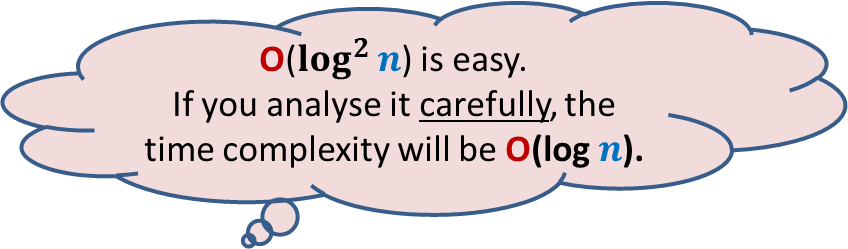 O(log² n) is easy.
If you analyse it carefully, the
time complexity will be O(log n).